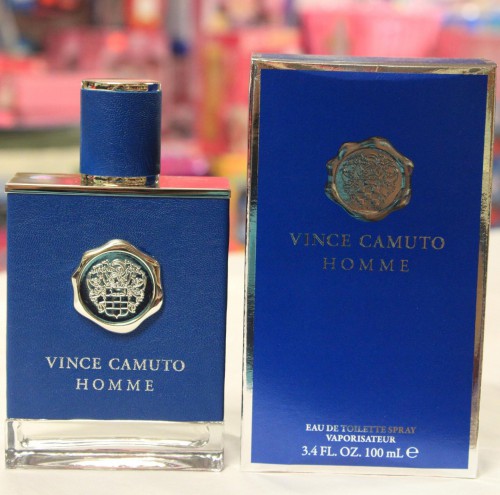 VINCE CAMUTO
HOMME
VINCE CAMUTO
HOMME
EAU DE TOILETTE SPRAY
VAPORISATEUR
3.4 FL. OZ. 100 mL e